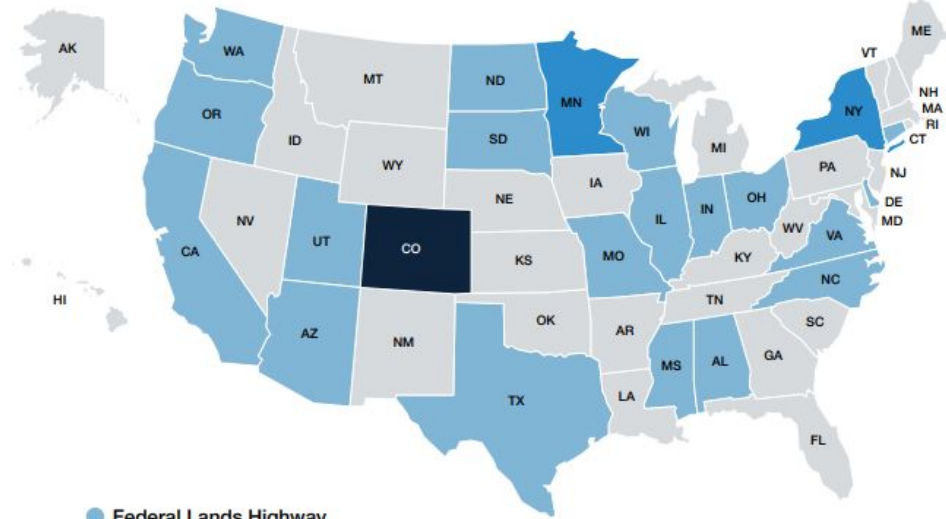 AK
WA
MT
ND
MN
ME
VT
NH
MA
RI
CT
NY
OR
ID
SD
WI
MI
WY
IA
PA
NJ
NE
OH
DE
MD
NV
UT
CO
IL
IN
WV
VA
CA
KS
MO
KY
NC
HI
TN
AZ
NM
OK
AR
SC
MS
AL
GA
TX
LA
FL
Federal Lands Highway